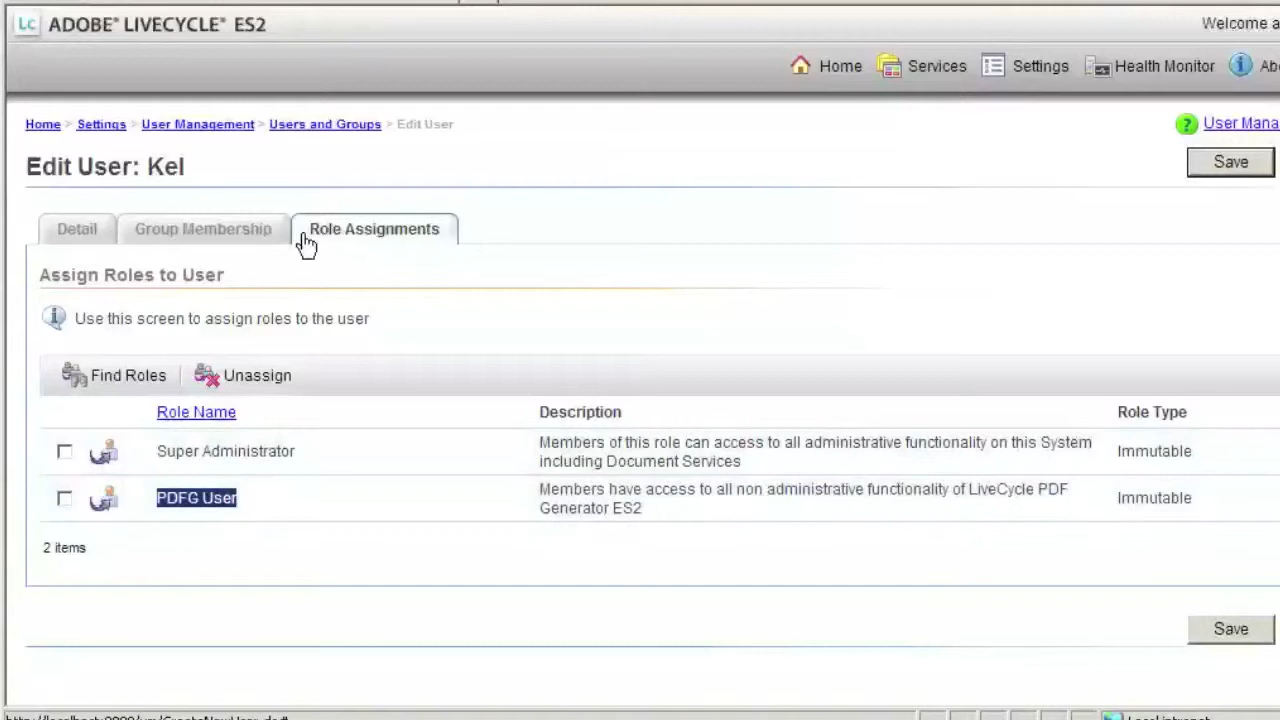 Lc ADOBE® LIVECYCLE® ES2
Welcome a
Home Services Settings Health Monitor Abo
Home > Settings > User Management > Users and Groups > Edit User
User Mana
Edit User: Kel
Save
Detail Group Membership Role Assignments
Assign Roles to User
Use this screen to assign roles to the user
Find Roles Unassign
Role Name Description Role Type
Super Administrator Members of this role can access to all administrative functionality on this System Immutable
including Document Services
PDFG User Members have access to all non administrative functionality of LiveCycle PDF Immutable
Generator ES2
2 items
Save